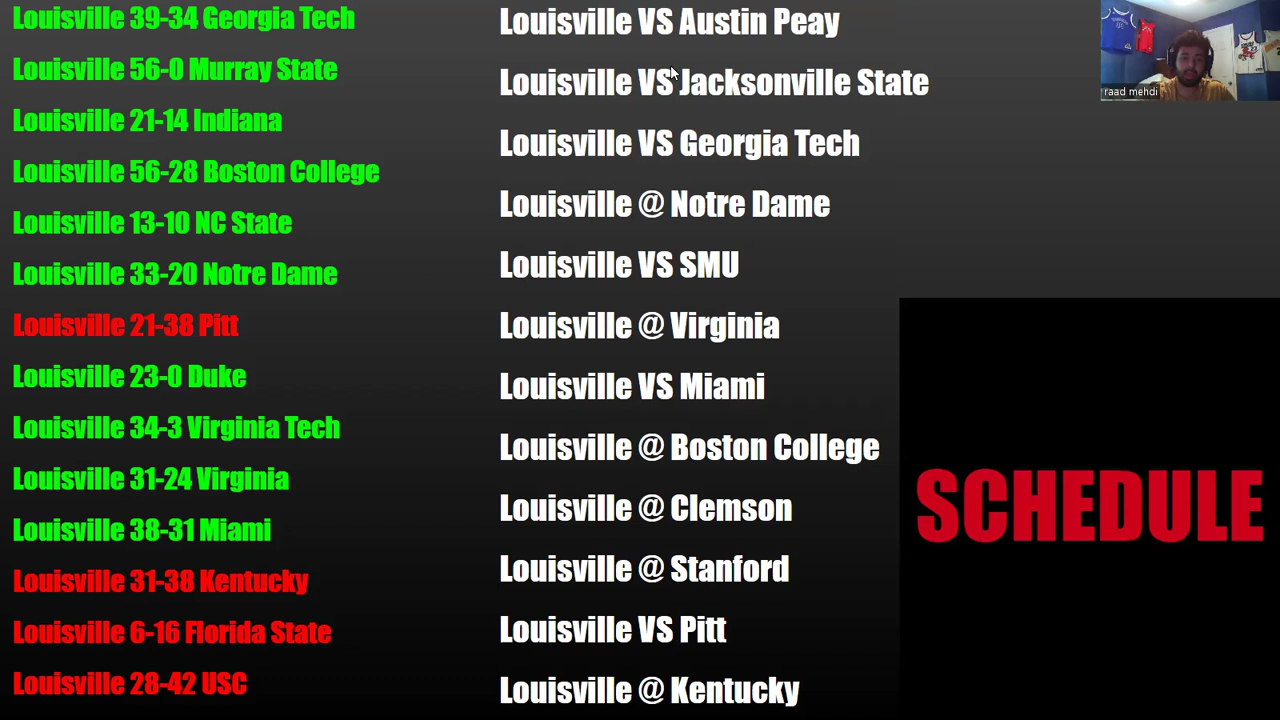 Louisville 39-34 Georgia Tech
Louisville 56-0 Murray State
Louisville 21-14 Indiana
Louisville 56-28 Boston College
Louisville 13-10 NC State
Louisville 33-20 Notre Dame
Louisville 21-38 Pitt
Louisville 23-0 Duke
Louisville 34-3 Virginia Tech
Louisville 31-24 Virginia
Louisville 38-31 Miami
Louisville 31-38 Kentucky
Louisville 6-16 Florida State
Louisville 28-42 USC
Louisville VS Austin Peay
Louisville VS Jacksonville State
Louisville VS Georgia Tech
Louisville @ Notre Dame
Louisville VS SMU
Louisville @ Virginia
Louisville VS Miami
Louisville @ Boston College
Louisville @ Clemson
Louisville @ Stanford
Louisville VS Pitt
Louisville @ Kentucky
raad mehdi
SCHEDULE